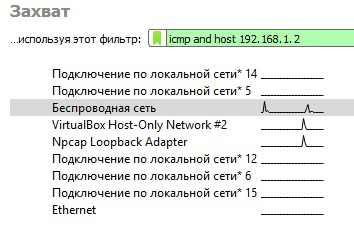 Захват
...используя этот фильтр: icmp and host 192.168.1.2
Подключение по локальной сети* 14
Подключение по локальной сети* 5
Беспроводная сеть
VirtualBox Host-Only Network #2
Npcap Loopback Adapter
Подключение по локальной сети* 12
Подключение по локальной сети* 6
Подключение по локальной сети* 15
Ethernet